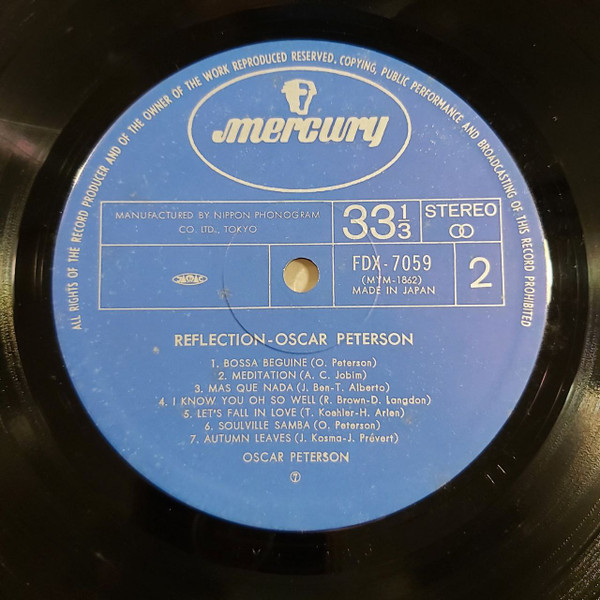 ALL RIGHTS OF THE RECORD PRODUCER AND OF THE OWNER OF THE WORK REPRODUCED RESERVED. COPYING, PUBLIC PERFORMANCE AND BROADCASTING OF THIS RECORD PROHIBITED
mercury
MANUFACTURED BY NIPPON PHONOGRAM
CO. LTD., TOKYO
33 1/3
STEREO
FDX-7059
(MYM-1862)
MADE IN JAPAN
2
REFLECTION-OSCAR PETERSON
1. BOSSA BEGUINE (O. Peterson)
2. MEDITATION (A. C. Jobim)
3. MAS QUE NADA (J. Ben-T. Alberto)
4. I KNOW YOU OH SO WELL (R. Brown-D. Langdon)
5. LET'S FALL IN LOVE (T. Koehler-H. Arlen)
6. SOULVILLE SAMBA (O. Peterson)
7. AUTUMN LEAVES (J. Kosma-J. Prévert)
OSCAR PETERSON